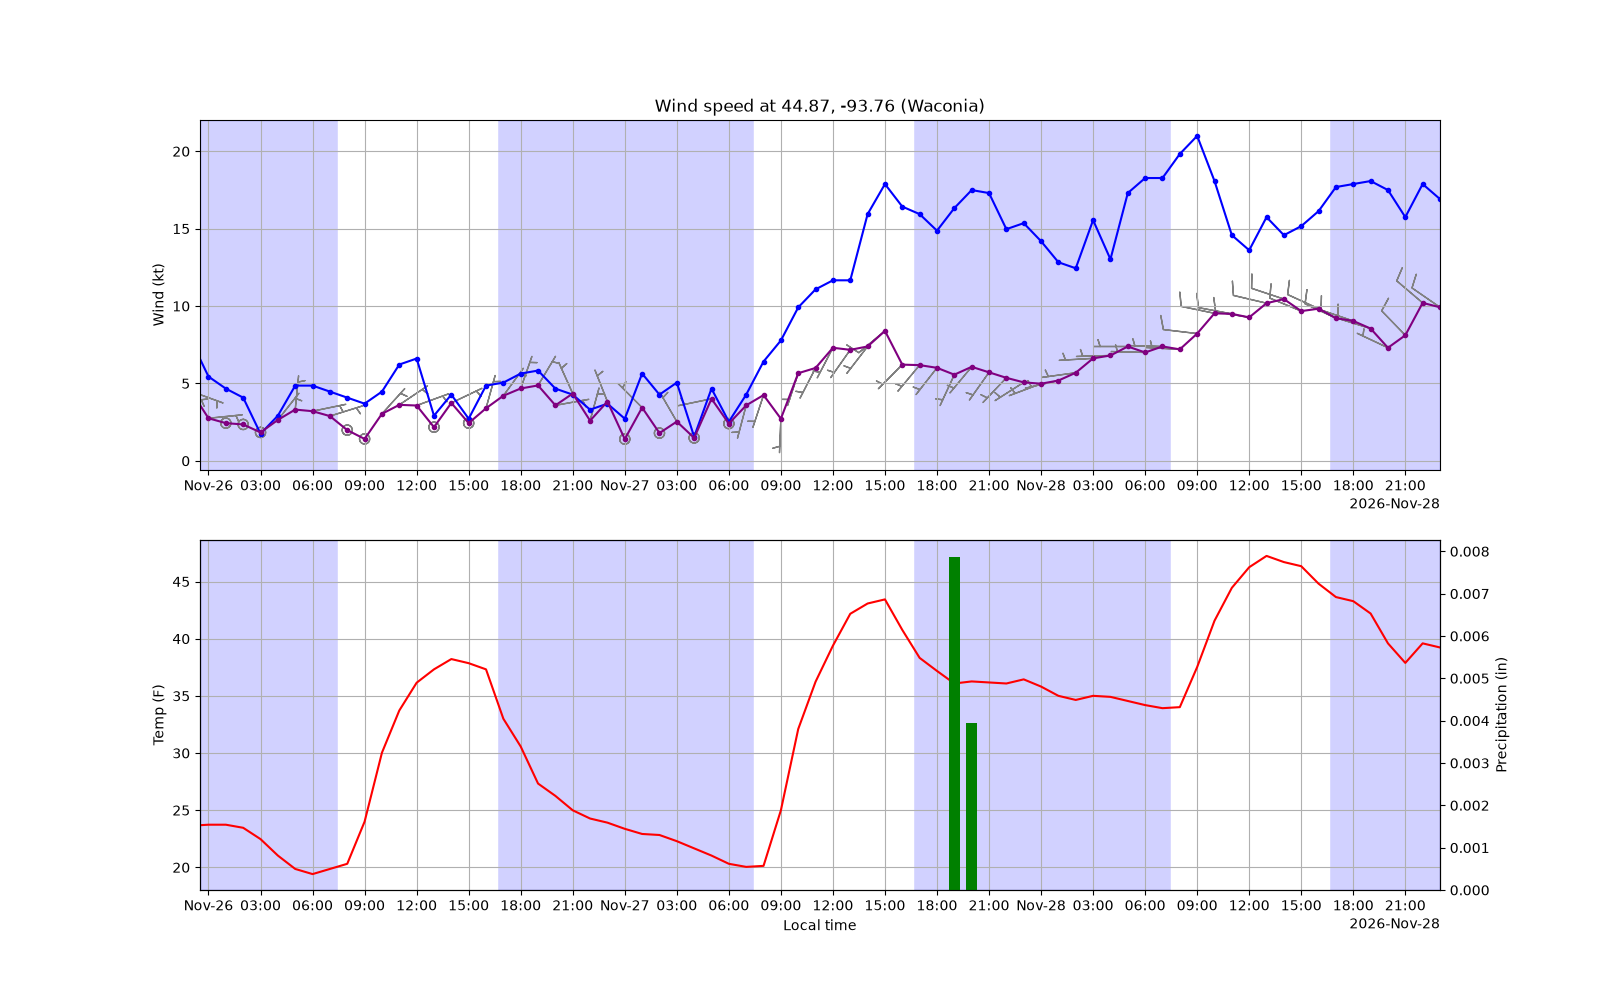 Wind speed at 44.87, -93.76 (Waconia)
20
15
10
5
0
Wind (kt)
Nov-26 03:00 06:00 09:00 12:00 15:00 18:00 21:00 Nov-27 03:00 06:00 09:00 12:00 15:00 18:00 21:00 Nov-28 03:00 06:00 09:00 12:00 15:00 18:00 21:00
2026-Nov-28
45
40
35
30
25
20
Temp (F)
0.008
0.007
0.006
0.005
0.004
0.003
0.002
0.001
0.000
Precipitation (in)
Nov-26 03:00 06:00 09:00 12:00 15:00 18:00 21:00 Nov-27 03:00 06:00 09:00 12:00 15:00 18:00 21:00 Nov-28 03:00 06:00 09:00 12:00 15:00 18:00 21:00
Local time
2026-Nov-28